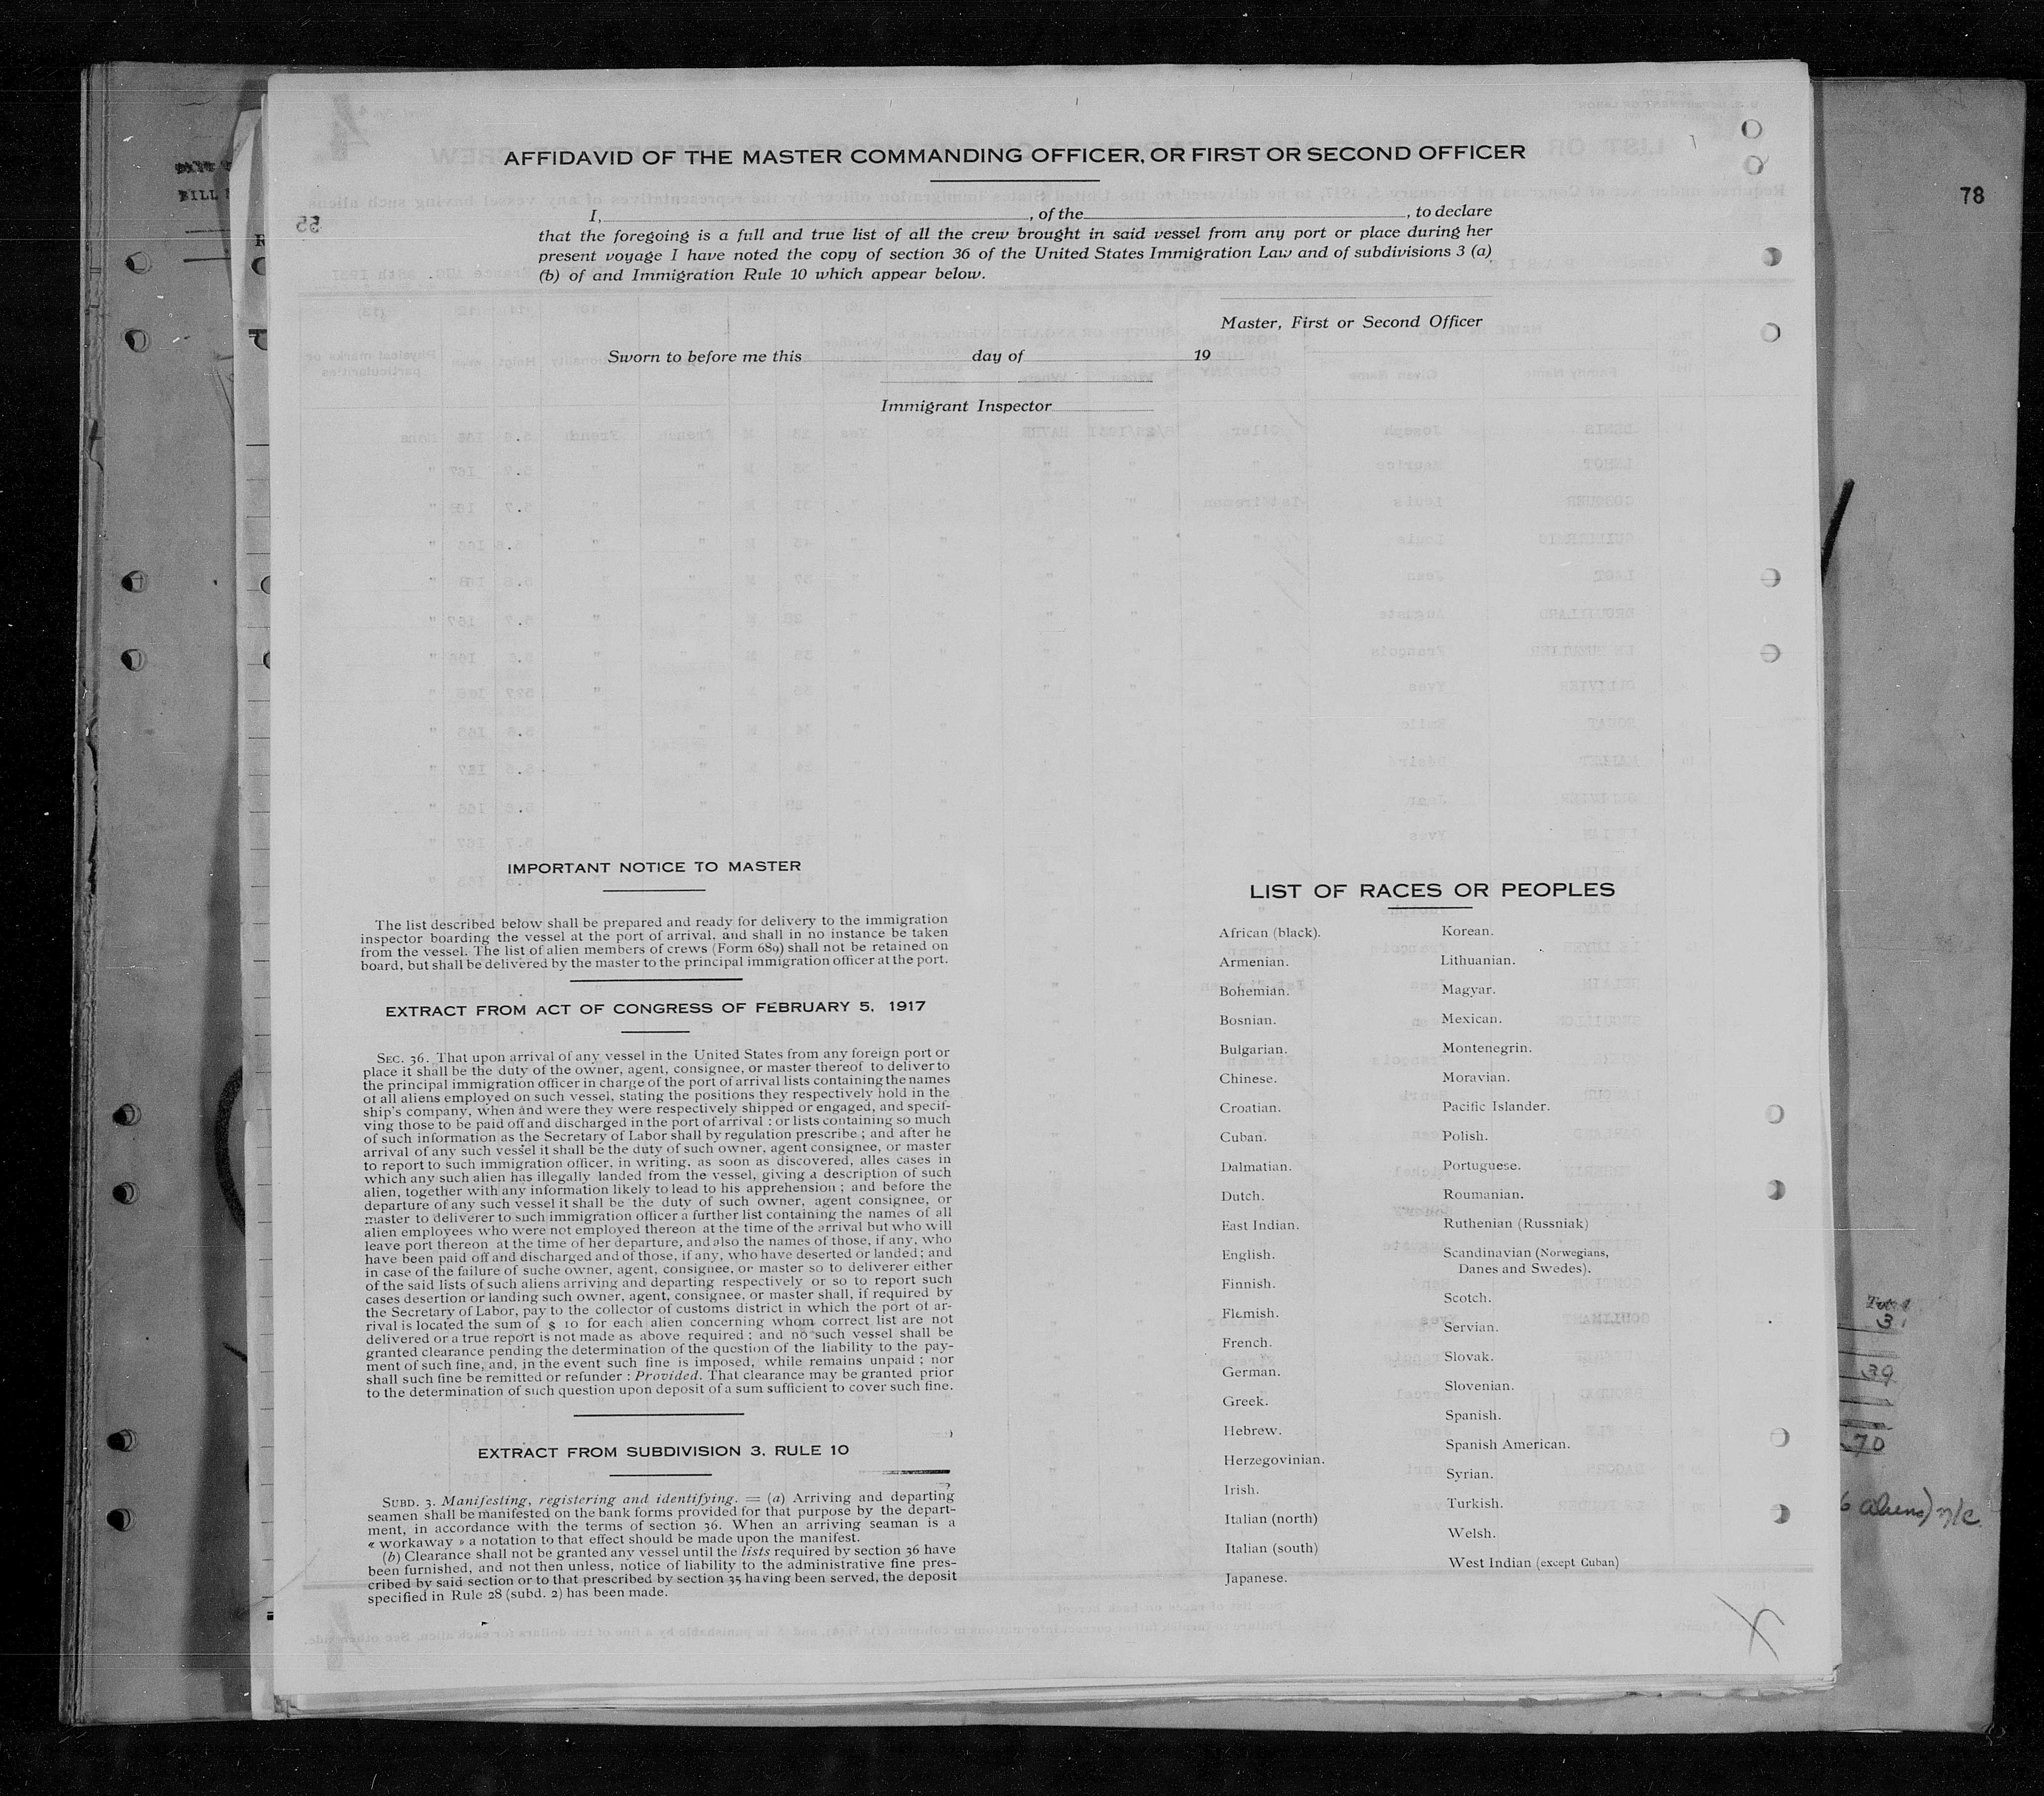 AFFIDAVID OF THE MASTER COMMANDING OFFICER, OR FIRST OR SECOND OFFICER
78
I, , of the , to declare
that the foregoing is a full and true list of all the crew brought in said vessel from any port or place during her
present voyage I have noted the copy of section 36 of the United States Immigration Law and of subdivisions 3 (a)
(b) of and Immigration Rule 10 which appear below.
Master, First or Second Officer
Sworn to before me this day of 19
Immigrant Inspector
IMPORTANT NOTICE TO MASTER
The list described below shall be prepared and ready for delivery to the immigration
inspector boarding the vessel at the port of arrival, and shall in no instance be taken
from the vessel. The list of alien members of crews (Form 689) shall not be retained on
board, but shall be delivered by the master to the principal immigration officer at the port.
EXTRACT FROM ACT OF CONGRESS OF FEBRUARY 5, 1917
SEC. 36. That upon arrival of any vessel in the United States from any foreign port or
place it shall be the duty of the owner, agent, consignee, or master thereof to deliver to
the principal immigration officer in charge of the port of arrival lists containing the names
of all aliens employed on such vessel, stating the positions they respectively hold in the
ship's company, when and were they were respectively shipped or engaged, and specif-
ving those to be paid off and discharged in the port of arrival : or lists containing so much
of such information as the Secretary of Labor shall by regulation prescribe ; and after he
arrival of any such vessel it shall be the duty of such owner, agent consignee, or master
to report to such immigration officer, in writing, as soon as discovered, alles cases in
which any such alien has illegally landed from the vessel, giving a description of such
alien, together with any information likely to lead to his apprehension ; and before the
departure of any such vessel it shall be the duty of such owner, agent consignee, or
master to deliverer to such immigration officer a further list containing the names of all
alien employees who were not employed thereon at the time of the arrival but who will
leave port thereon at the time of her departure, and also the names of those, if any, who
have been paid off and discharged and of those, if any, who have deserted or landed ; and
in case of the failure of suche owner, agent, consignee, or master so to deliverer either
of the said lists of such aliens arriving and departing respectively or so to report such
cases desertion or landing such owner, agent, consignee, or master shall, if required by
the Secretary of Labor, pay to the collector of customs district in which the port of ar-
rival is located the sum of $ 10 for each alien concerning whom correct list are not
delivered or a true report is not made as above required ; and no such vessel shall be
granted clearance pending the determination of the question of the liability to the pay-
ment of such fine, and, in the event such fine is imposed, while remains unpaid ; nor
shall such fine be remitted or refunder : Provided. That clearance may be granted prior
to the determination of such question upon deposit of a sum sufficient to cover such fine.
EXTRACT FROM SUBDIVISION 3. RULE 10
SUBD. 3. Manifesting, registering and identifying. = (a) Arriving and departing
seamen shall be manifested on the bank forms provided for that purpose by the depart-
ment, in accordance with the terms of section 36. When an arriving seaman is a
« workaway » a notation to that effect should be made upon the manifest.
(b) Clearance shall not be granted any vessel until the lists required by section 36 have
been furnished, and not then unless, notice of liability to the administrative fine pres-
cribed by said section or to that prescribed by section 35 having been served, the deposit
specified in Rule 28 (subd. 2) has been made.
LIST OF RACES OR PEOPLES
African (black).
Armenian.
Bohemian.
Bosnian.
Bulgarian.
Chinese.
Croatian.
Cuban.
Dalmatian.
Dutch.
East Indian.
English.
Finnish.
Flemish.
French.
German.
Greek.
Hebrew.
Herzegovinian.
Irish.
Italian (north)
Italian (south)
Japanese.
Korean.
Lithuanian.
Magyar.
Mexican.
Montenegrin.
Moravian.
Pacific Islander.
Polish.
Portuguese.
Roumanian.
Ruthenian (Russniak)
Scandinavian (Norwegians,
Danes and Swedes).
Scotch.
Servian.
Slovak.
Slovenian.
Spanish.
Spanish American.
Syrian.
Turkish.
Welsh.
West Indian (except Cuban)
39
70
aliens) n/c